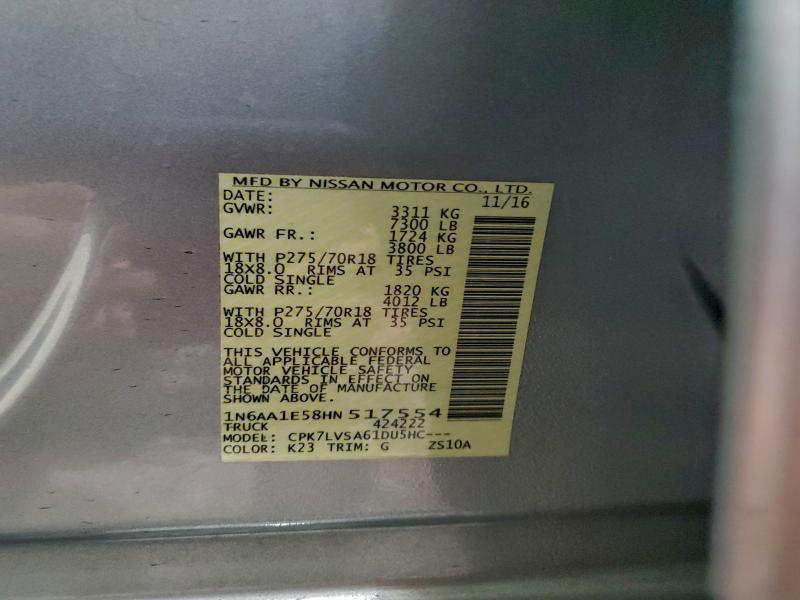 MFD BY NISSAN MOTOR CO., LTD.
DATE: 11/16
GVWR: 3311 KG
7300 LB
GAWR FR.: 1724 KG
3800 LB
WITH P275/70R18 TIRES
18X8.0 RIMS AT 35 PSI
COLD SINGLE
GAWR RR.: 1820 KG
4012 LB
WITH P275/70R18 TIRES
18X8.0 RIMS AT 35 PSI
COLD SINGLE
THIS VEHICLE CONFORMS TO
ALL APPLICABLE FEDERAL
MOTOR VEHICLE SAFETY
STANDARDS IN EFFECT ON
THE DATE OF MANUFACTURE
SHOWN ABOVE.
1N6AA1E58HN517554
TRUCK 424222
MODEL: CPK7LVSA61DU5HC---
COLOR: K23 TRIM: G ZS10A